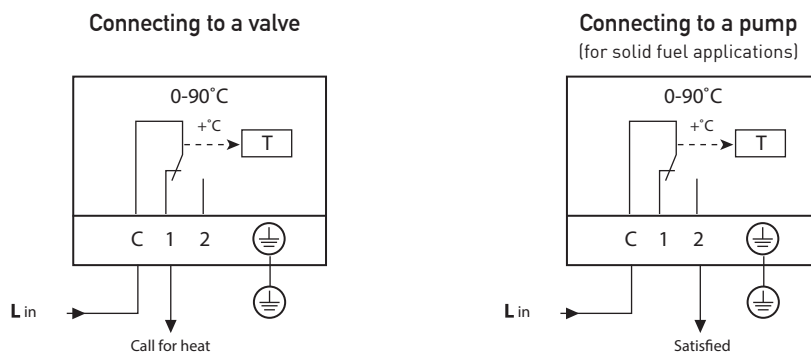 Connecting to a valve
0-90˚C
+˚C
T
C 1 2
L in
Call for heat
Connecting to a pump
(for solid fuel applications)
0-90˚C
+˚C
T
C 1 2
L in
Satisfied